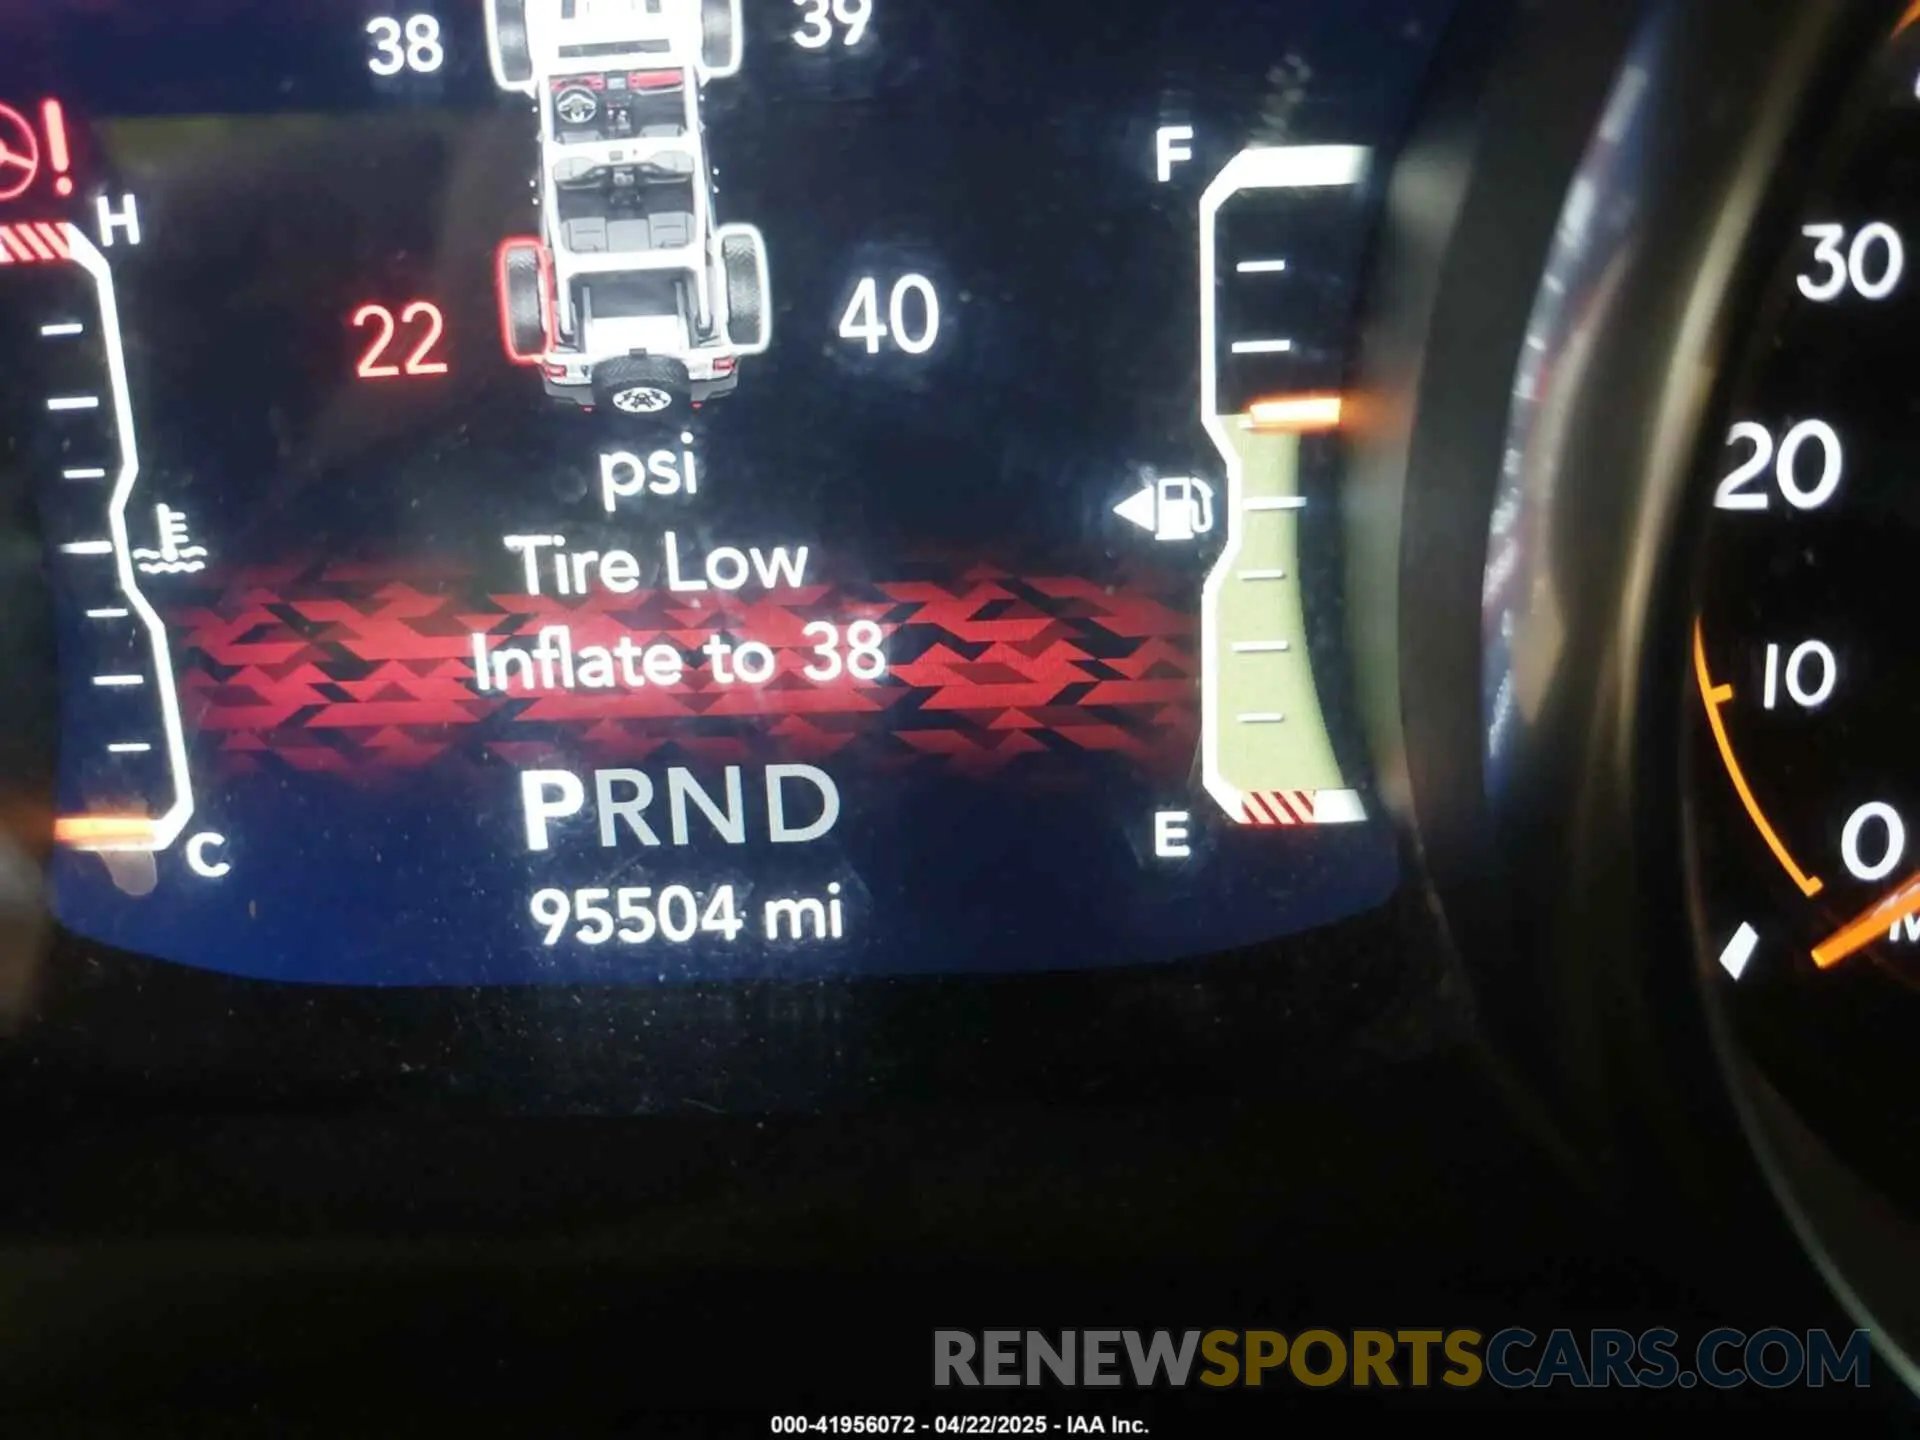 38 39
H
F
22 40
30
psi
20
Tire Low
Inflate to 38
10
PRND
E
0
C
95504 mi
RENEWSPORTSCARS.COM
000-41956072 - 04/22/2025 - IAA Inc.